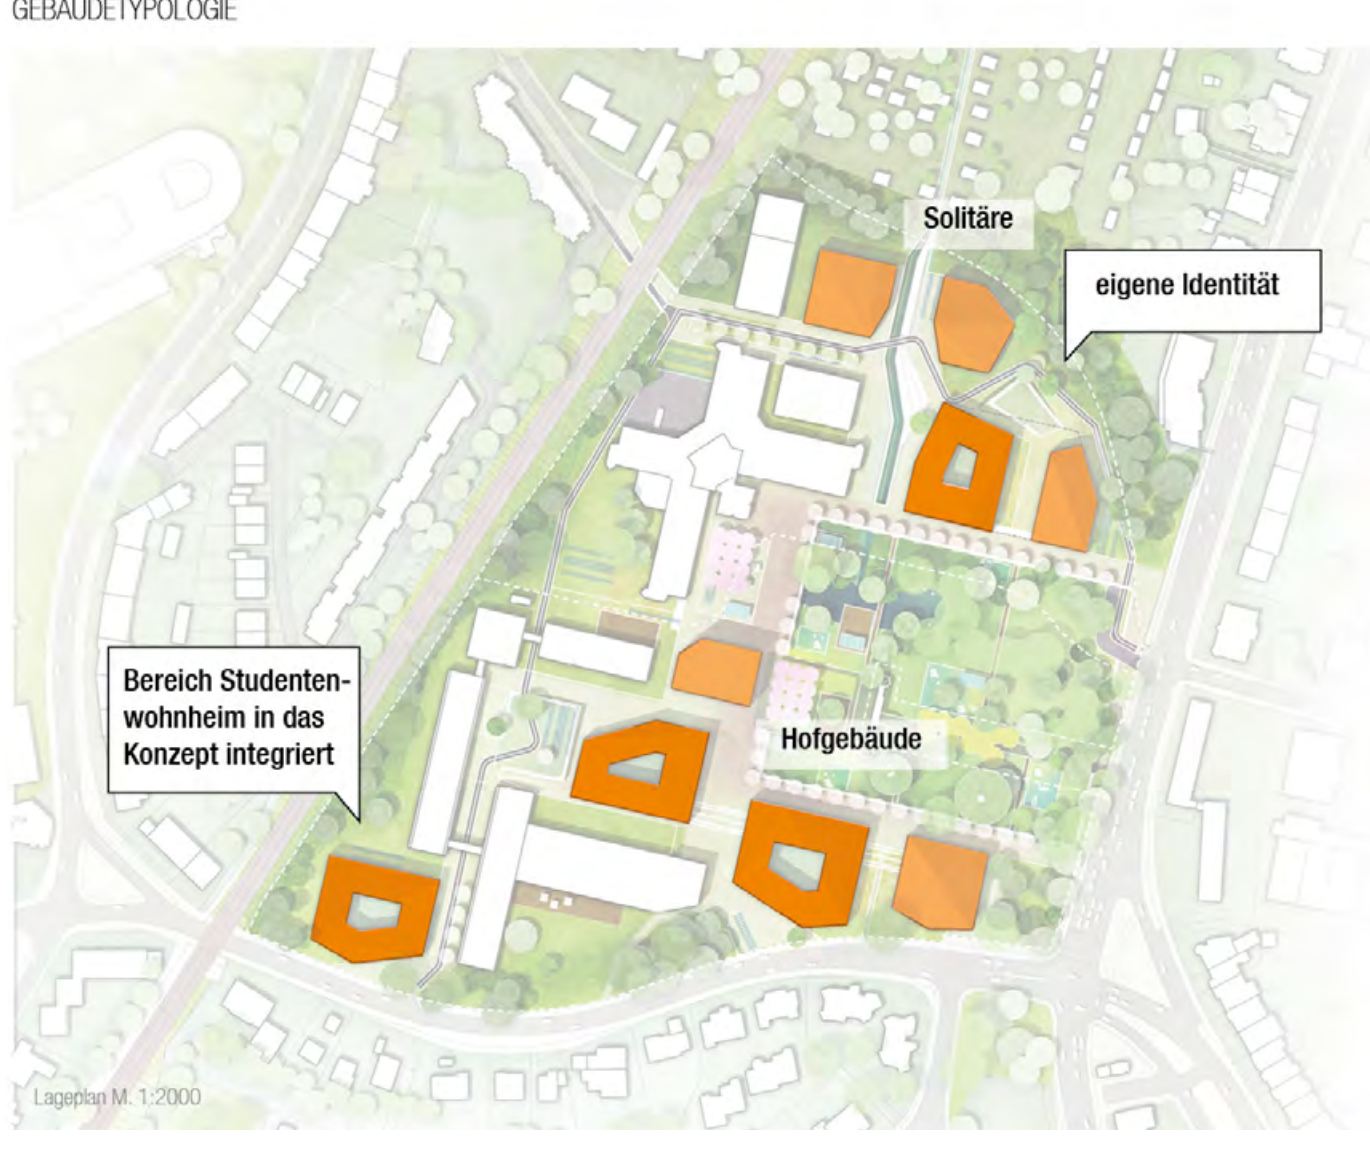 GEBÄUDETYPOLOGIE
Solitäre
eigene Identität
Bereich Studenten-
wohnheim in das
Konzept integriert
Hofgebäude
Lageplan M. 1:2000